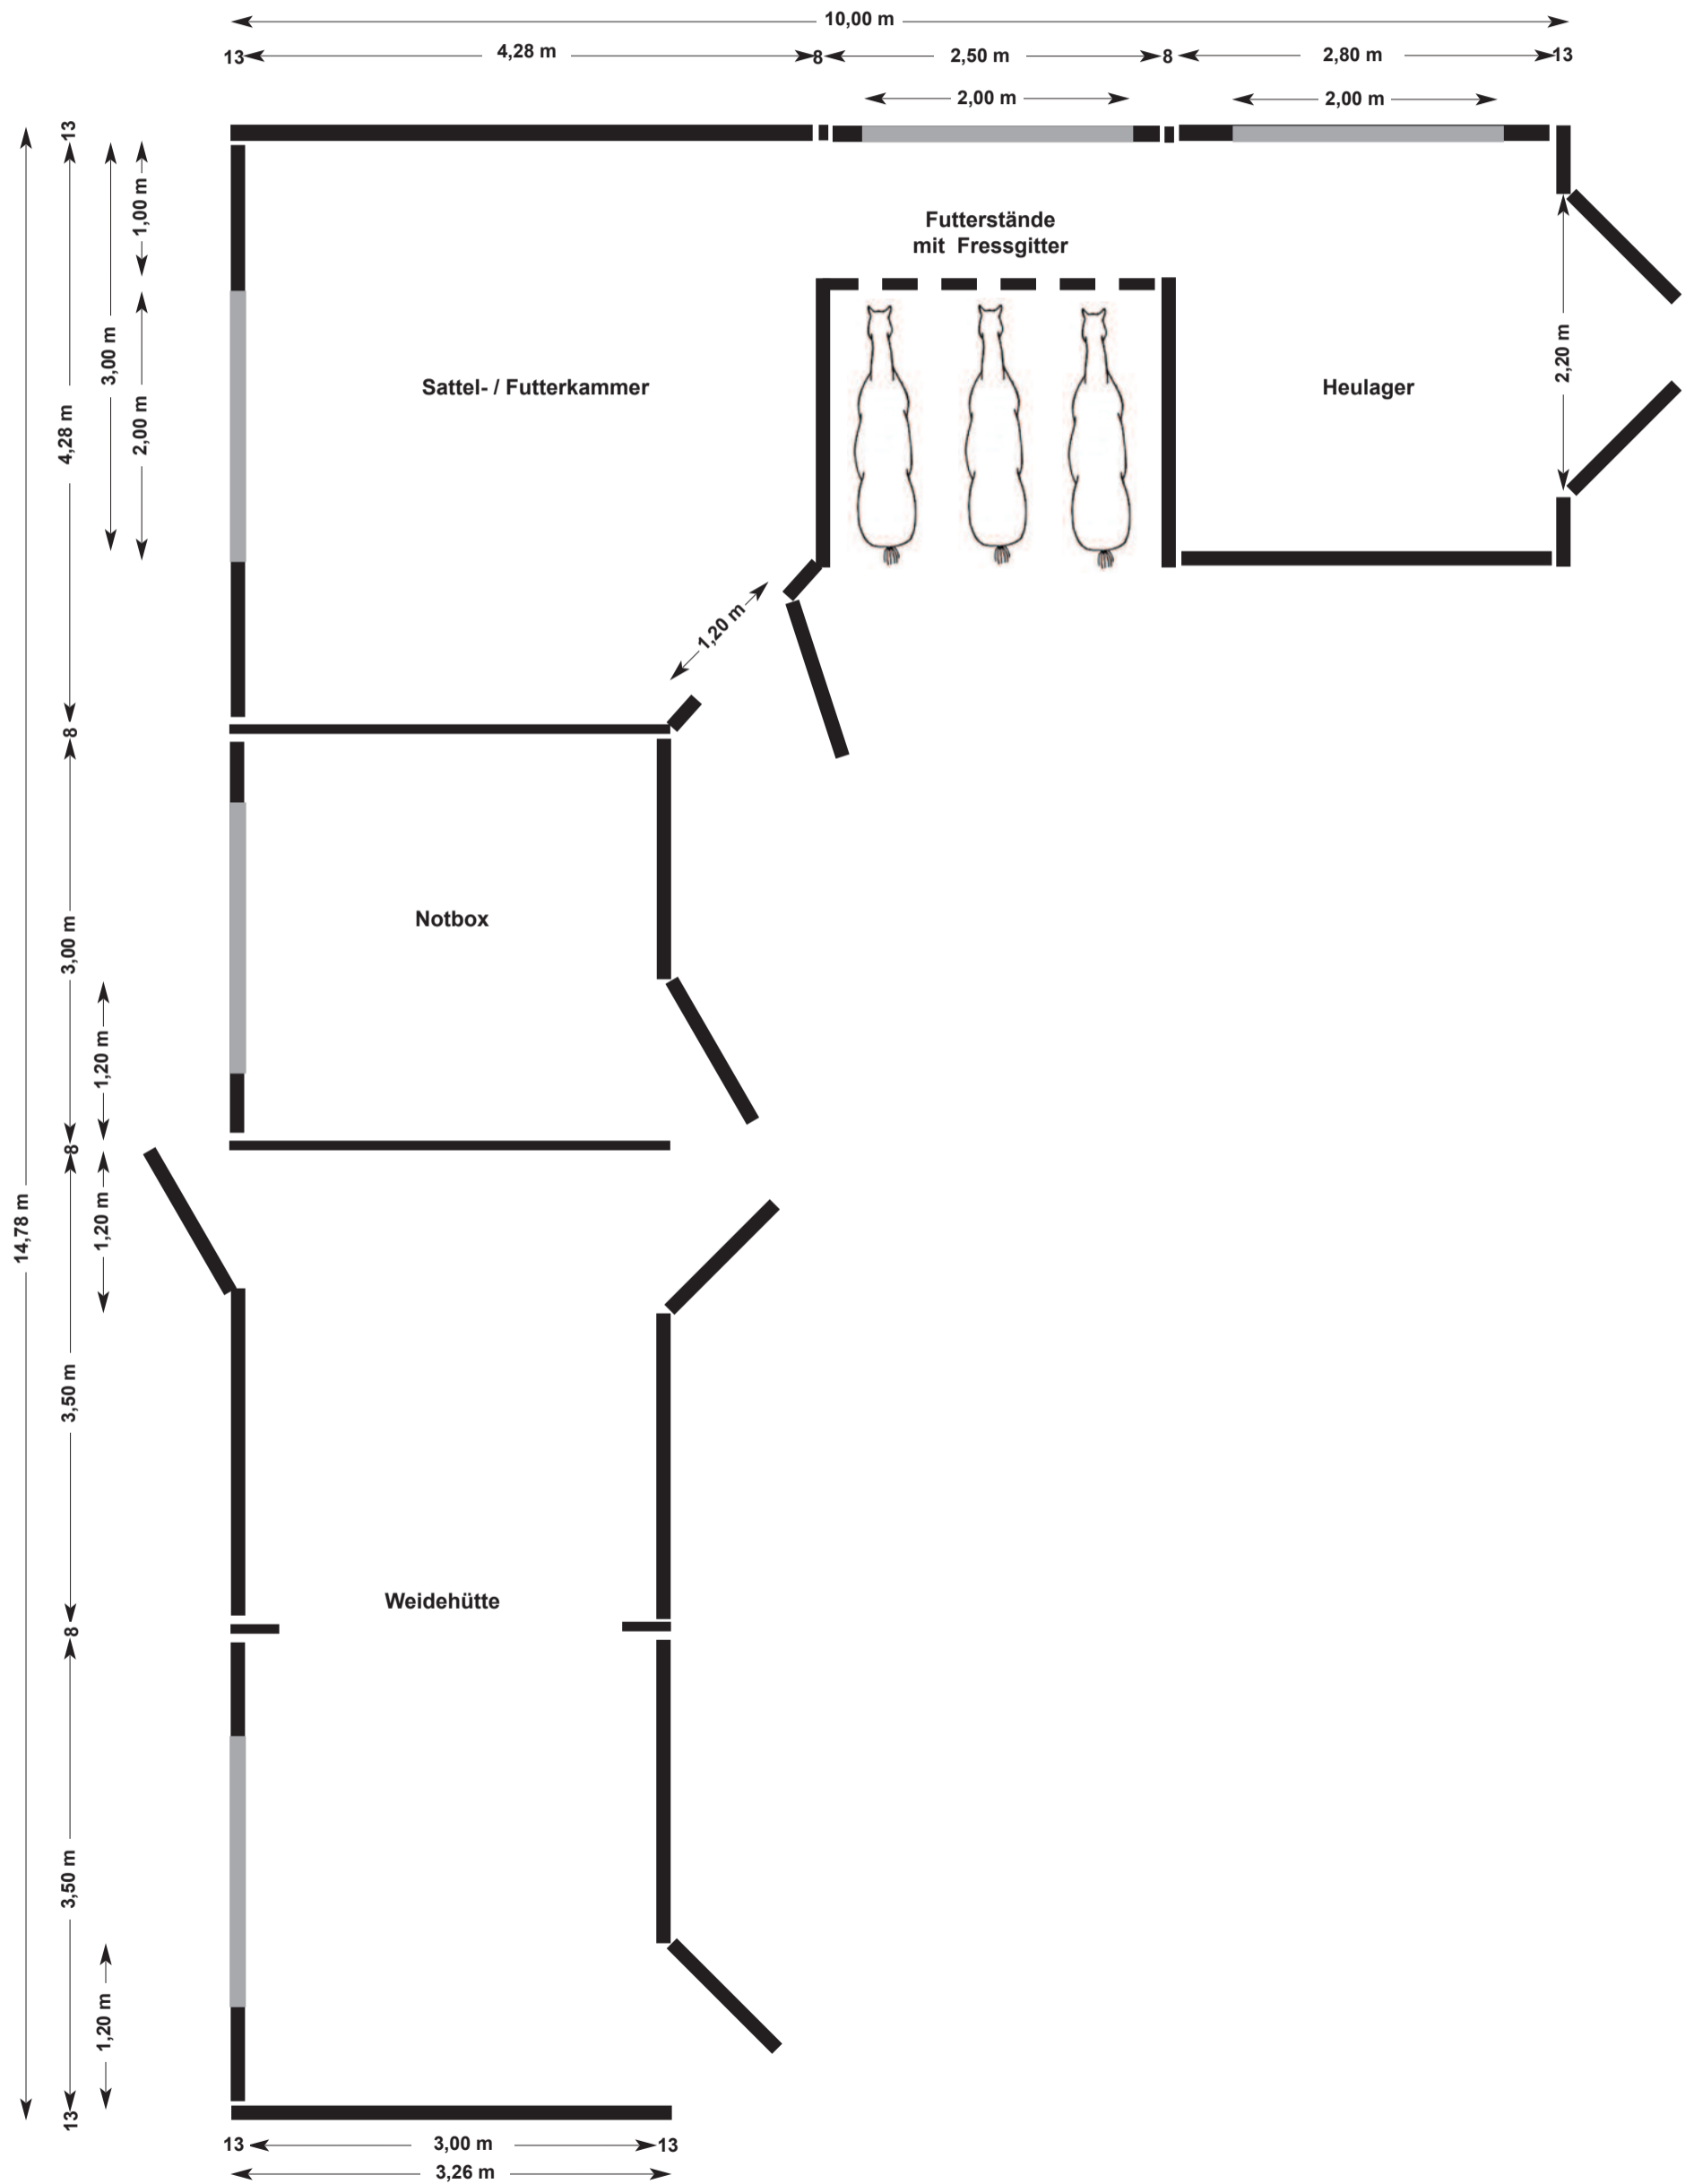 10,00 m
13
4,28 m
8
2,50 m
8
2,80 m
13
2,00 m
2,00 m
13
1,00 m
3,00 m
4,28 m
2,00 m
Futterstände
mit Fressgitter
Sattel- / Futterkammer
Heulager
2,20 m
1,20 m
8
Notbox
3,00 m
1,20 m
8
1,20 m
14,78 m
3,50 m
Weidehütte
8
3,50 m
1,20 m
13
13
3,00 m
13
3,26 m